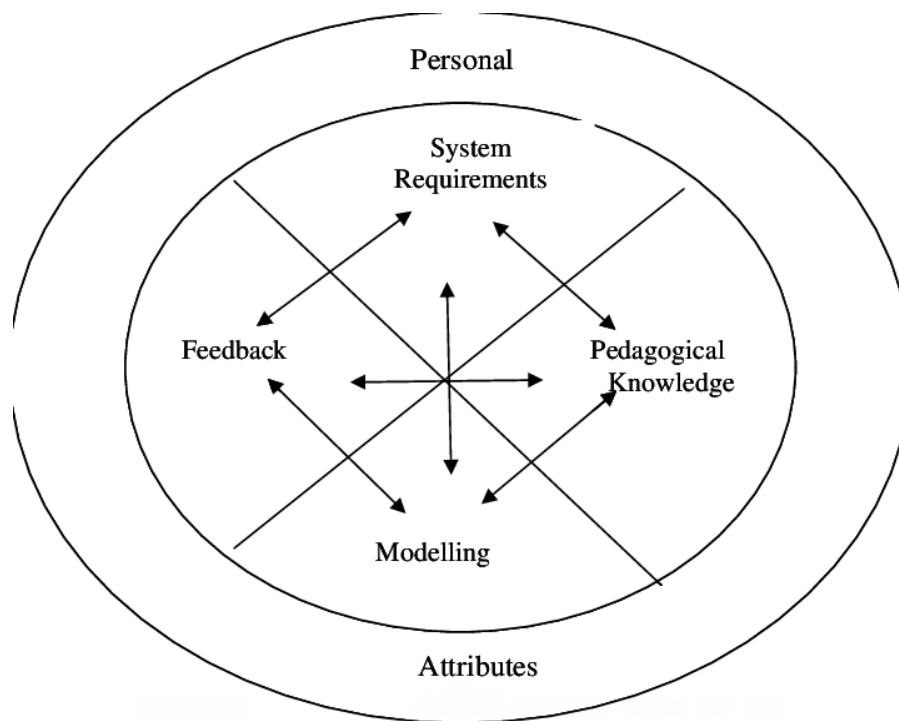 Personal
System
Requirements
Feedback
Pedagogical
Knowledge
Modelling
Attributes